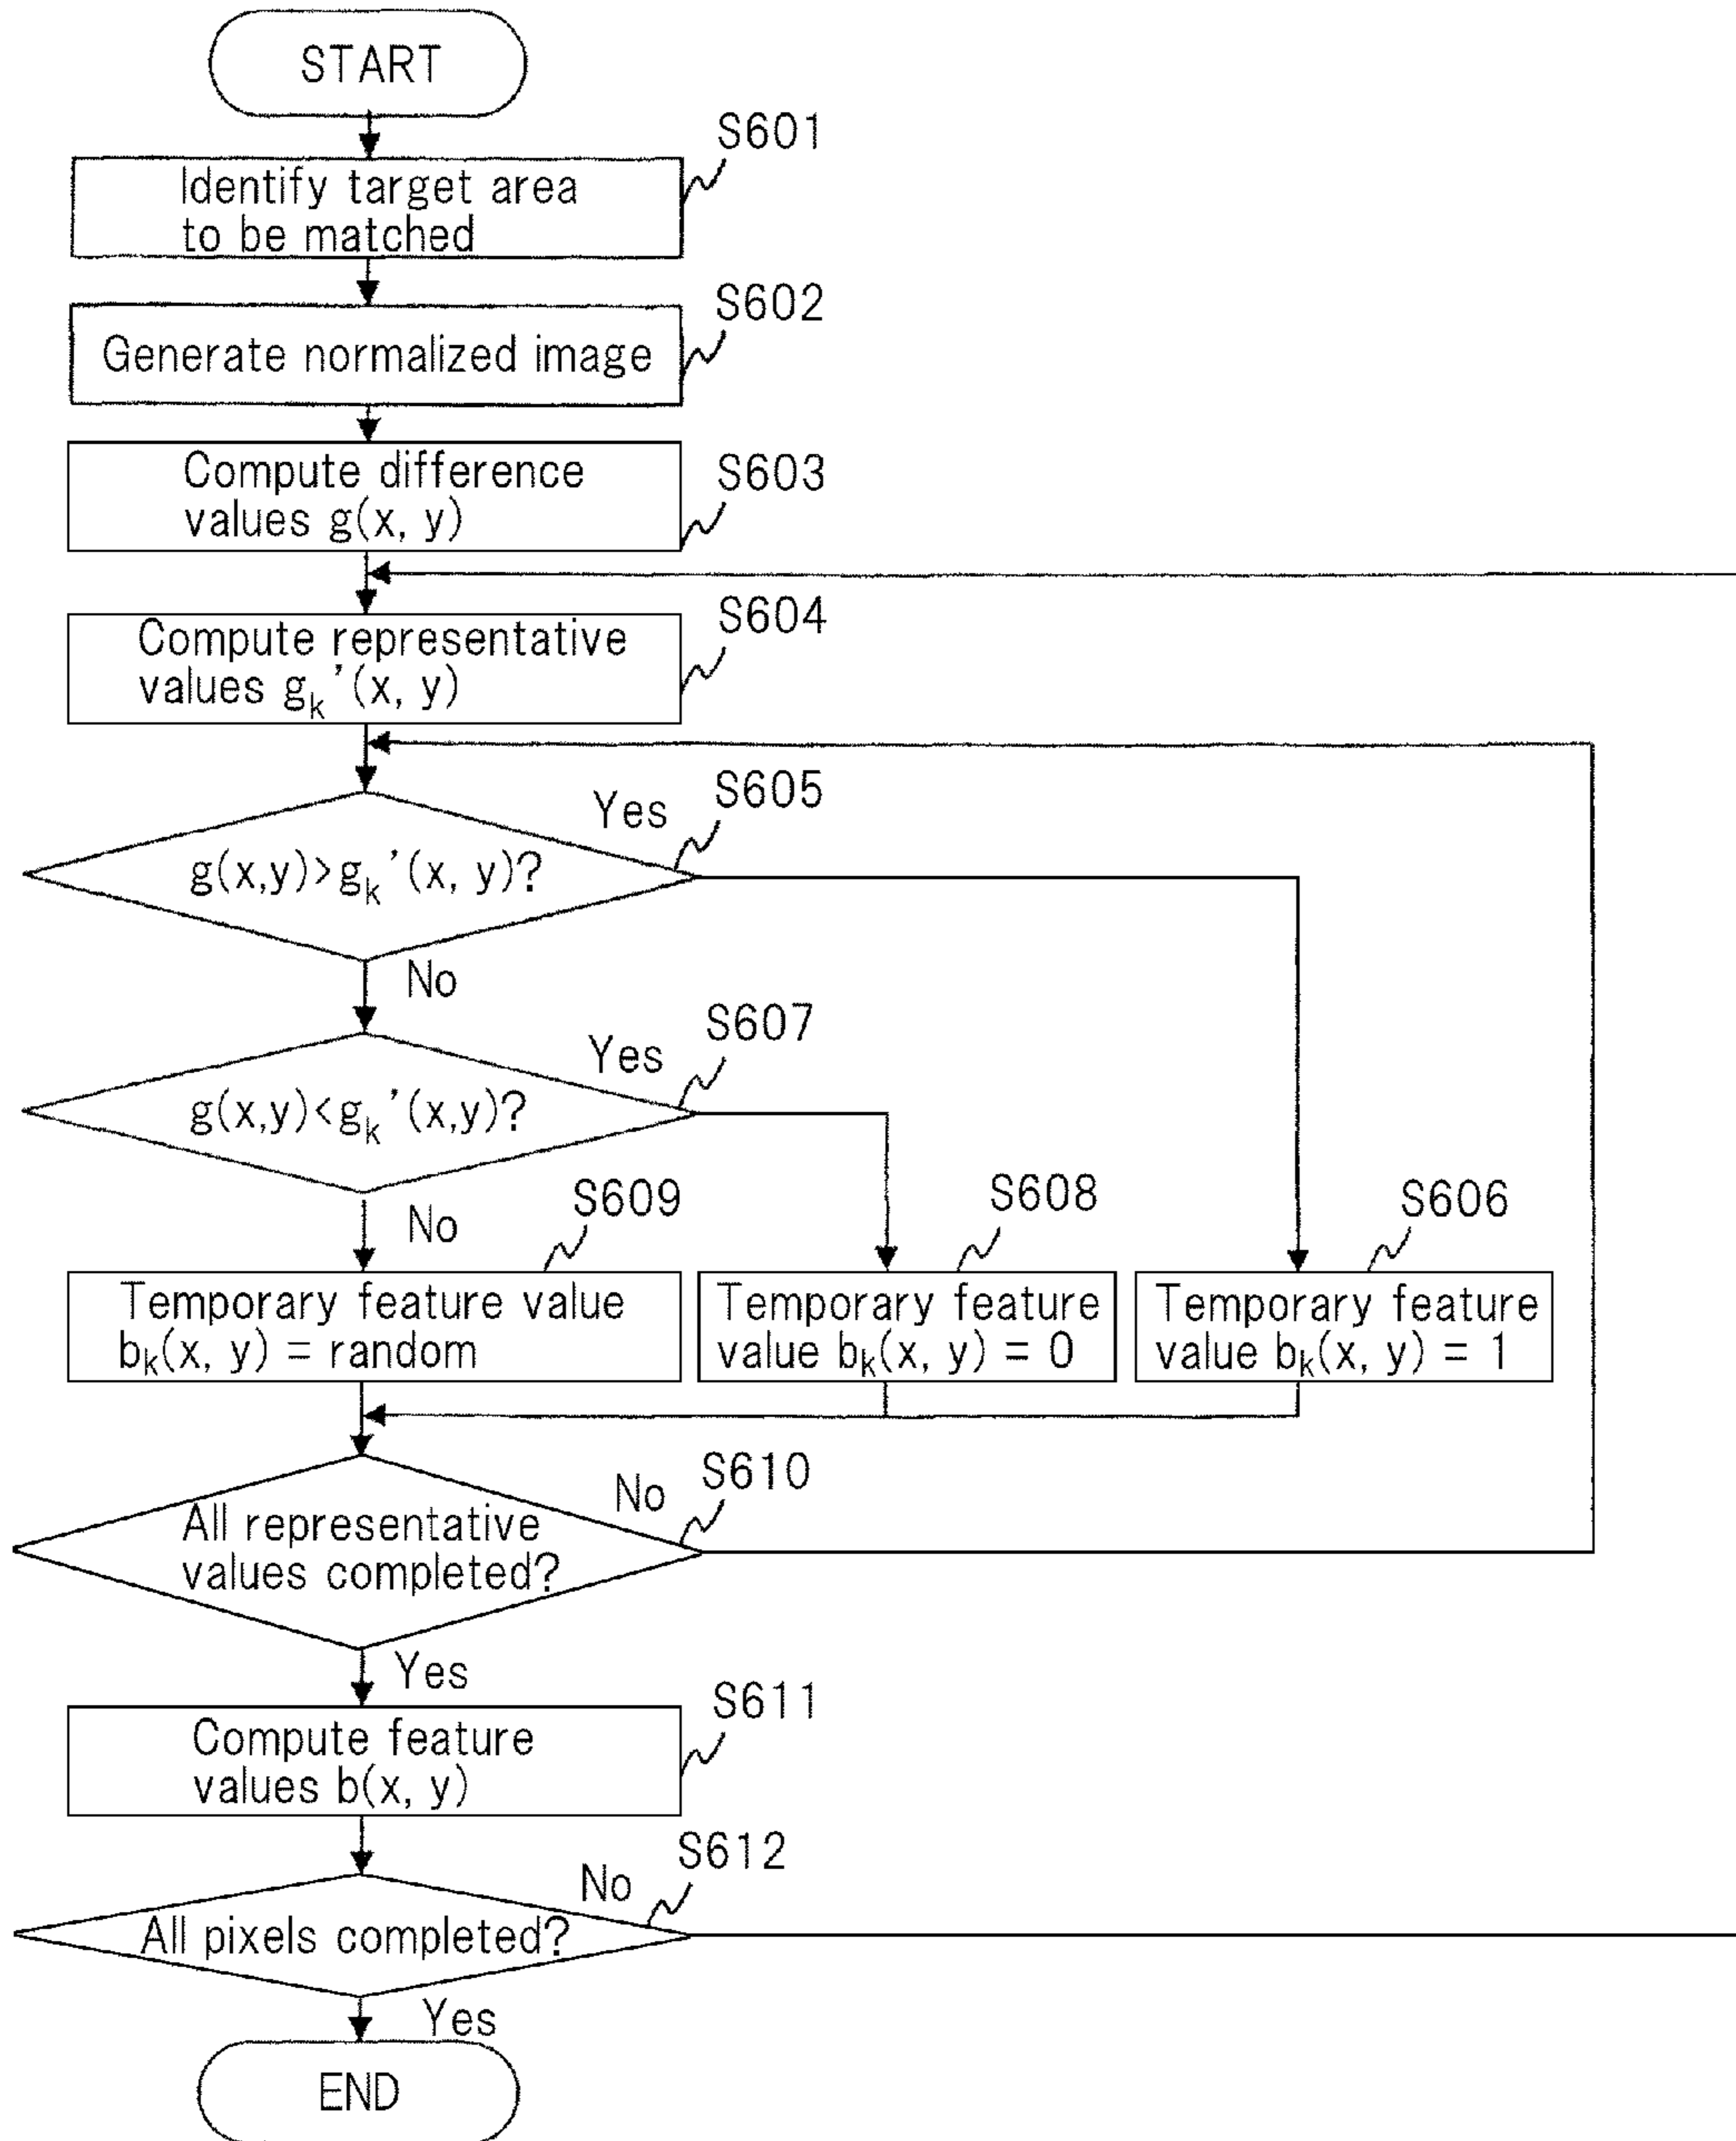 START
S601
Identify target area
to be matched
S602
Generate normalized image
S603
Compute difference
values g(x, y)
S604
Compute representative
values gk'(x, y)
Yes
S605
g(x,y)>gk'(x, y)?
No
S607
Yes
g(x,y)<gk'(x,y)?
No
S609
S608
S606
Temporary feature value
bk(x, y) = random
Temporary feature
value bk(x, y) = 0
Temporary feature
value bk(x, y) = 1
No
S610
All representative
values completed?
Yes
S611
Compute feature
values b(x, y)
S612
No
All pixels completed?
Yes
END